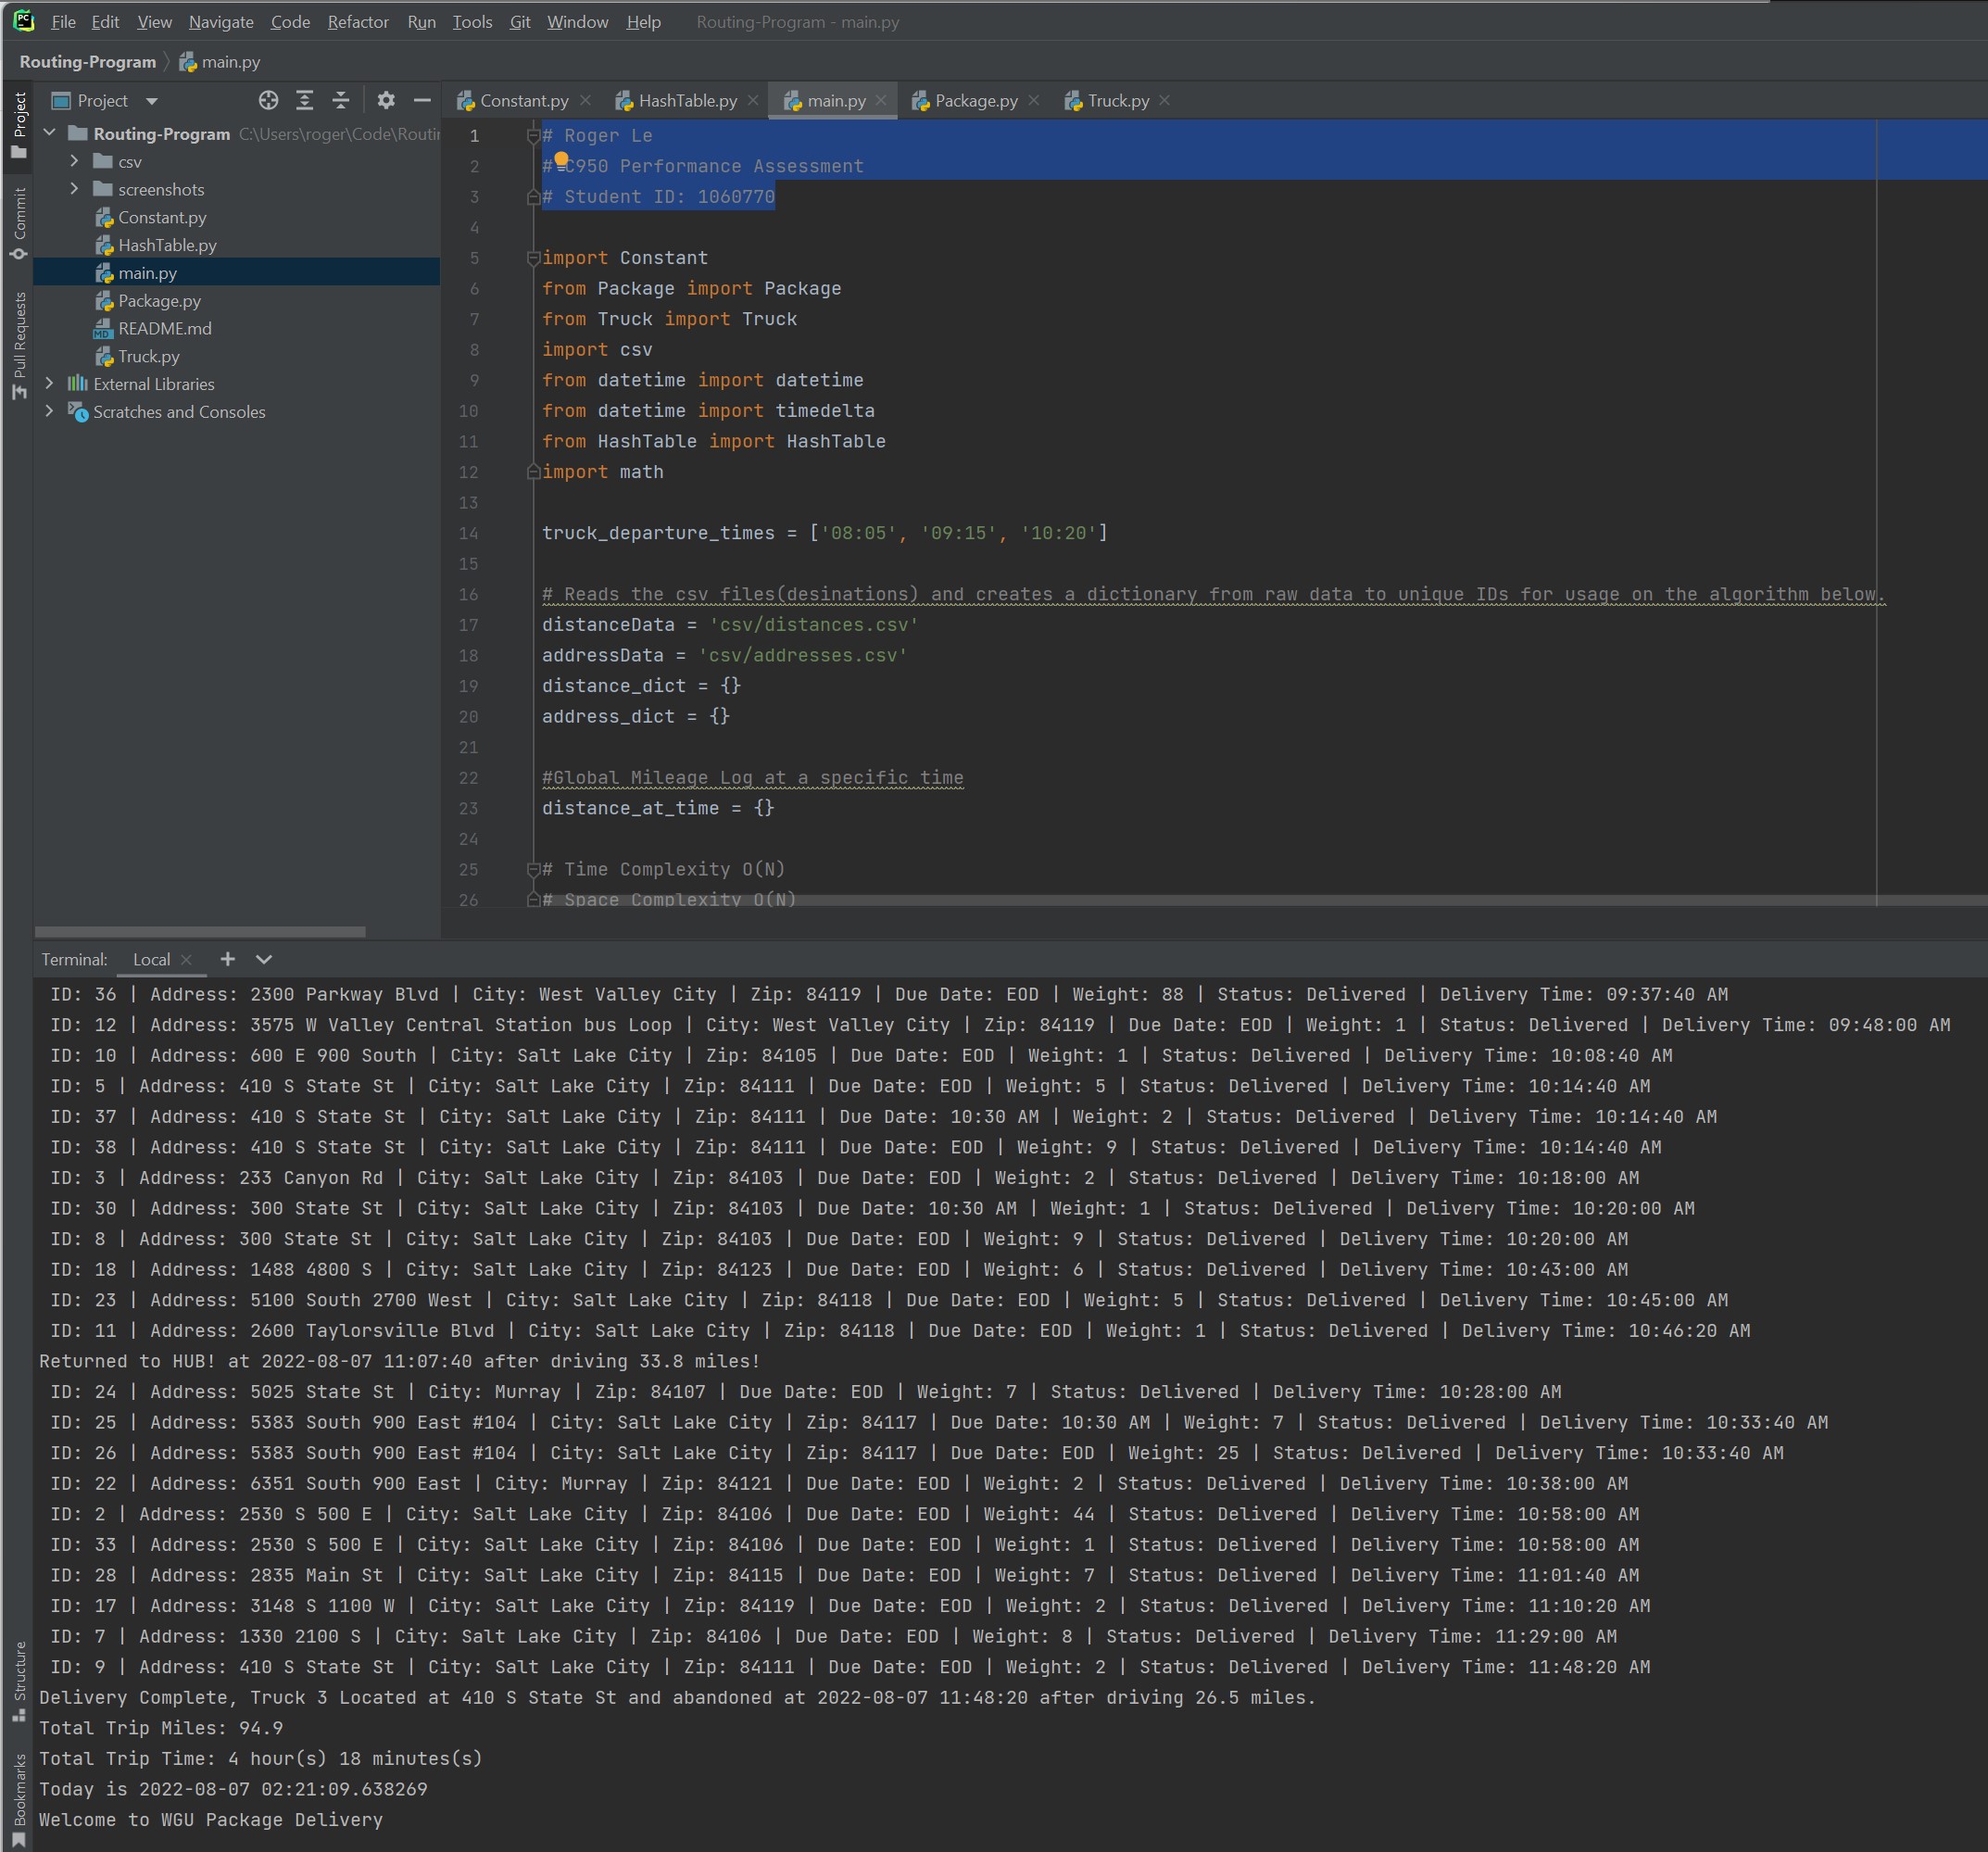 File Edit View Navigate Code Refactor Run Tools Git Window Help Routing-Program - main.py
Routing-Program main.py
Project
Constant.py HashTable.py main.py Package.py Truck.py
Project
Commit
Pull Requests
Routing-Program C:\Users\roger\Code\Routin
csv
screenshots
Constant.py
HashTable.py
main.py
Package.py
README.md
Truck.py
External Libraries
Scratches and Consoles
1 # Roger Le
2 # C950 Performance Assessment
3 # Student ID: 1060770
4
5 import Constant
6 from Package import Package
7 from Truck import Truck
8 import csv
9 from datetime import datetime
10 from datetime import timedelta
11 from HashTable import HashTable
12 import math
13
14 truck_departure_times = ['08:05', '09:15', '10:20']
15
16 # Reads the csv files(desinations) and creates a dictionary from raw data to unique IDs for usage on the algorithm below.
17 distanceData = 'csv/distances.csv'
18 addressData = 'csv/addresses.csv'
19 distance_dict = {}
20 address_dict = {}
21
22 #Global Mileage Log at a specific time
23 distance_at_time = {}
24
25 # Time Complexity O(N)
26 # Space Complexity O(N)
Terminal: Local
ID: 36 | Address: 2300 Parkway Blvd | City: West Valley City | Zip: 84119 | Due Date: EOD | Weight: 88 | Status: Delivered | Delivery Time: 09:37:40 AM
ID: 12 | Address: 3575 W Valley Central Station bus Loop | City: West Valley City | Zip: 84119 | Due Date: EOD | Weight: 1 | Status: Delivered | Delivery Time: 09:48:00 AM
ID: 10 | Address: 600 E 900 South | City: Salt Lake City | Zip: 84105 | Due Date: EOD | Weight: 1 | Status: Delivered | Delivery Time: 10:08:40 AM
ID: 5 | Address: 410 S State St | City: Salt Lake City | Zip: 84111 | Due Date: EOD | Weight: 5 | Status: Delivered | Delivery Time: 10:14:40 AM
ID: 37 | Address: 410 S State St | City: Salt Lake City | Zip: 84111 | Due Date: 10:30 AM | Weight: 2 | Status: Delivered | Delivery Time: 10:14:40 AM
ID: 38 | Address: 410 S State St | City: Salt Lake City | Zip: 84111 | Due Date: EOD | Weight: 9 | Status: Delivered | Delivery Time: 10:14:40 AM
ID: 3 | Address: 233 Canyon Rd | City: Salt Lake City | Zip: 84103 | Due Date: EOD | Weight: 2 | Status: Delivered | Delivery Time: 10:18:00 AM
ID: 30 | Address: 300 State St | City: Salt Lake City | Zip: 84103 | Due Date: 10:30 AM | Weight: 1 | Status: Delivered | Delivery Time: 10:20:00 AM
ID: 8 | Address: 300 State St | City: Salt Lake City | Zip: 84103 | Due Date: EOD | Weight: 9 | Status: Delivered | Delivery Time: 10:20:00 AM
ID: 18 | Address: 1488 4800 S | City: Salt Lake City | Zip: 84123 | Due Date: EOD | Weight: 6 | Status: Delivered | Delivery Time: 10:43:00 AM
ID: 23 | Address: 5100 South 2700 West | City: Salt Lake City | Zip: 84118 | Due Date: EOD | Weight: 5 | Status: Delivered | Delivery Time: 10:45:00 AM
ID: 11 | Address: 2600 Taylorsville Blvd | City: Salt Lake City | Zip: 84118 | Due Date: EOD | Weight: 1 | Status: Delivered | Delivery Time: 10:46:20 AM
Returned to HUB! at 2022-08-07 11:07:40 after driving 33.8 miles!
ID: 24 | Address: 5025 State St | City: Murray | Zip: 84107 | Due Date: EOD | Weight: 7 | Status: Delivered | Delivery Time: 10:28:00 AM
ID: 25 | Address: 5383 South 900 East #104 | City: Salt Lake City | Zip: 84117 | Due Date: 10:30 AM | Weight: 7 | Status: Delivered | Delivery Time: 10:33:40 AM
ID: 26 | Address: 5383 South 900 East #104 | City: Salt Lake City | Zip: 84117 | Due Date: EOD | Weight: 25 | Status: Delivered | Delivery Time: 10:33:40 AM
ID: 22 | Address: 6351 South 900 East | City: Murray | Zip: 84121 | Due Date: EOD | Weight: 2 | Status: Delivered | Delivery Time: 10:38:00 AM
ID: 2 | Address: 2530 S 500 E | City: Salt Lake City | Zip: 84106 | Due Date: EOD | Weight: 44 | Status: Delivered | Delivery Time: 10:58:00 AM
ID: 33 | Address: 2530 S 500 E | City: Salt Lake City | Zip: 84106 | Due Date: EOD | Weight: 1 | Status: Delivered | Delivery Time: 10:58:00 AM
ID: 28 | Address: 2835 Main St | City: Salt Lake City | Zip: 84115 | Due Date: EOD | Weight: 7 | Status: Delivered | Delivery Time: 11:01:40 AM
ID: 17 | Address: 3148 S 1100 W | City: Salt Lake City | Zip: 84119 | Due Date: EOD | Weight: 2 | Status: Delivered | Delivery Time: 11:10:20 AM
ID: 7 | Address: 1330 2100 S | City: Salt Lake City | Zip: 84106 | Due Date: EOD | Weight: 8 | Status: Delivered | Delivery Time: 11:29:00 AM
ID: 9 | Address: 410 S State St | City: Salt Lake City | Zip: 84111 | Due Date: EOD | Weight: 2 | Status: Delivered | Delivery Time: 11:48:20 AM
Delivery Complete, Truck 3 Located at 410 S State St and abandoned at 2022-08-07 11:48:20 after driving 26.5 miles.
Total Trip Miles: 94.9
Total Trip Time: 4 hour(s) 18 minutes(s)
Today is 2022-08-07 02:21:09.638269
Welcome to WGU Package Delivery
Structure
Bookmarks